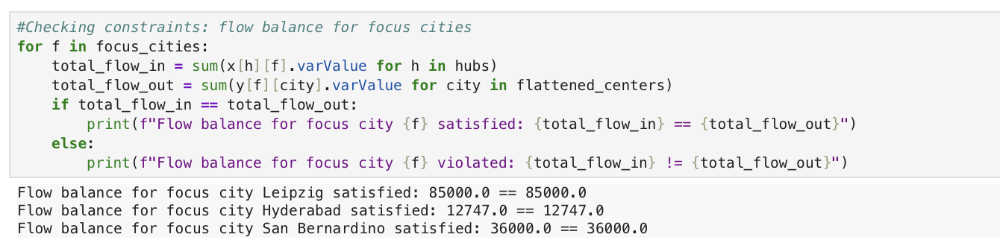 #Checking constraints: flow balance for focus cities
for f in focus_cities:
    total_flow_in = sum(x[h][f].varValue for h in hubs)
    total_flow_out = sum(y[f][city].varValue for city in flattened_centers)
    if total_flow_in == total_flow_out:
        print(f"Flow balance for focus city {f} satisfied: {total_flow_in} == {total_flow_out}")
    else:
        print(f"Flow balance for focus city {f} violated: {total_flow_in} != {total_flow_out}")
Flow balance for focus city Leipzig satisfied: 85000.0 == 85000.0
Flow balance for focus city Hyderabad satisfied: 12747.0 == 12747.0
Flow balance for focus city San Bernardino satisfied: 36000.0 == 36000.0